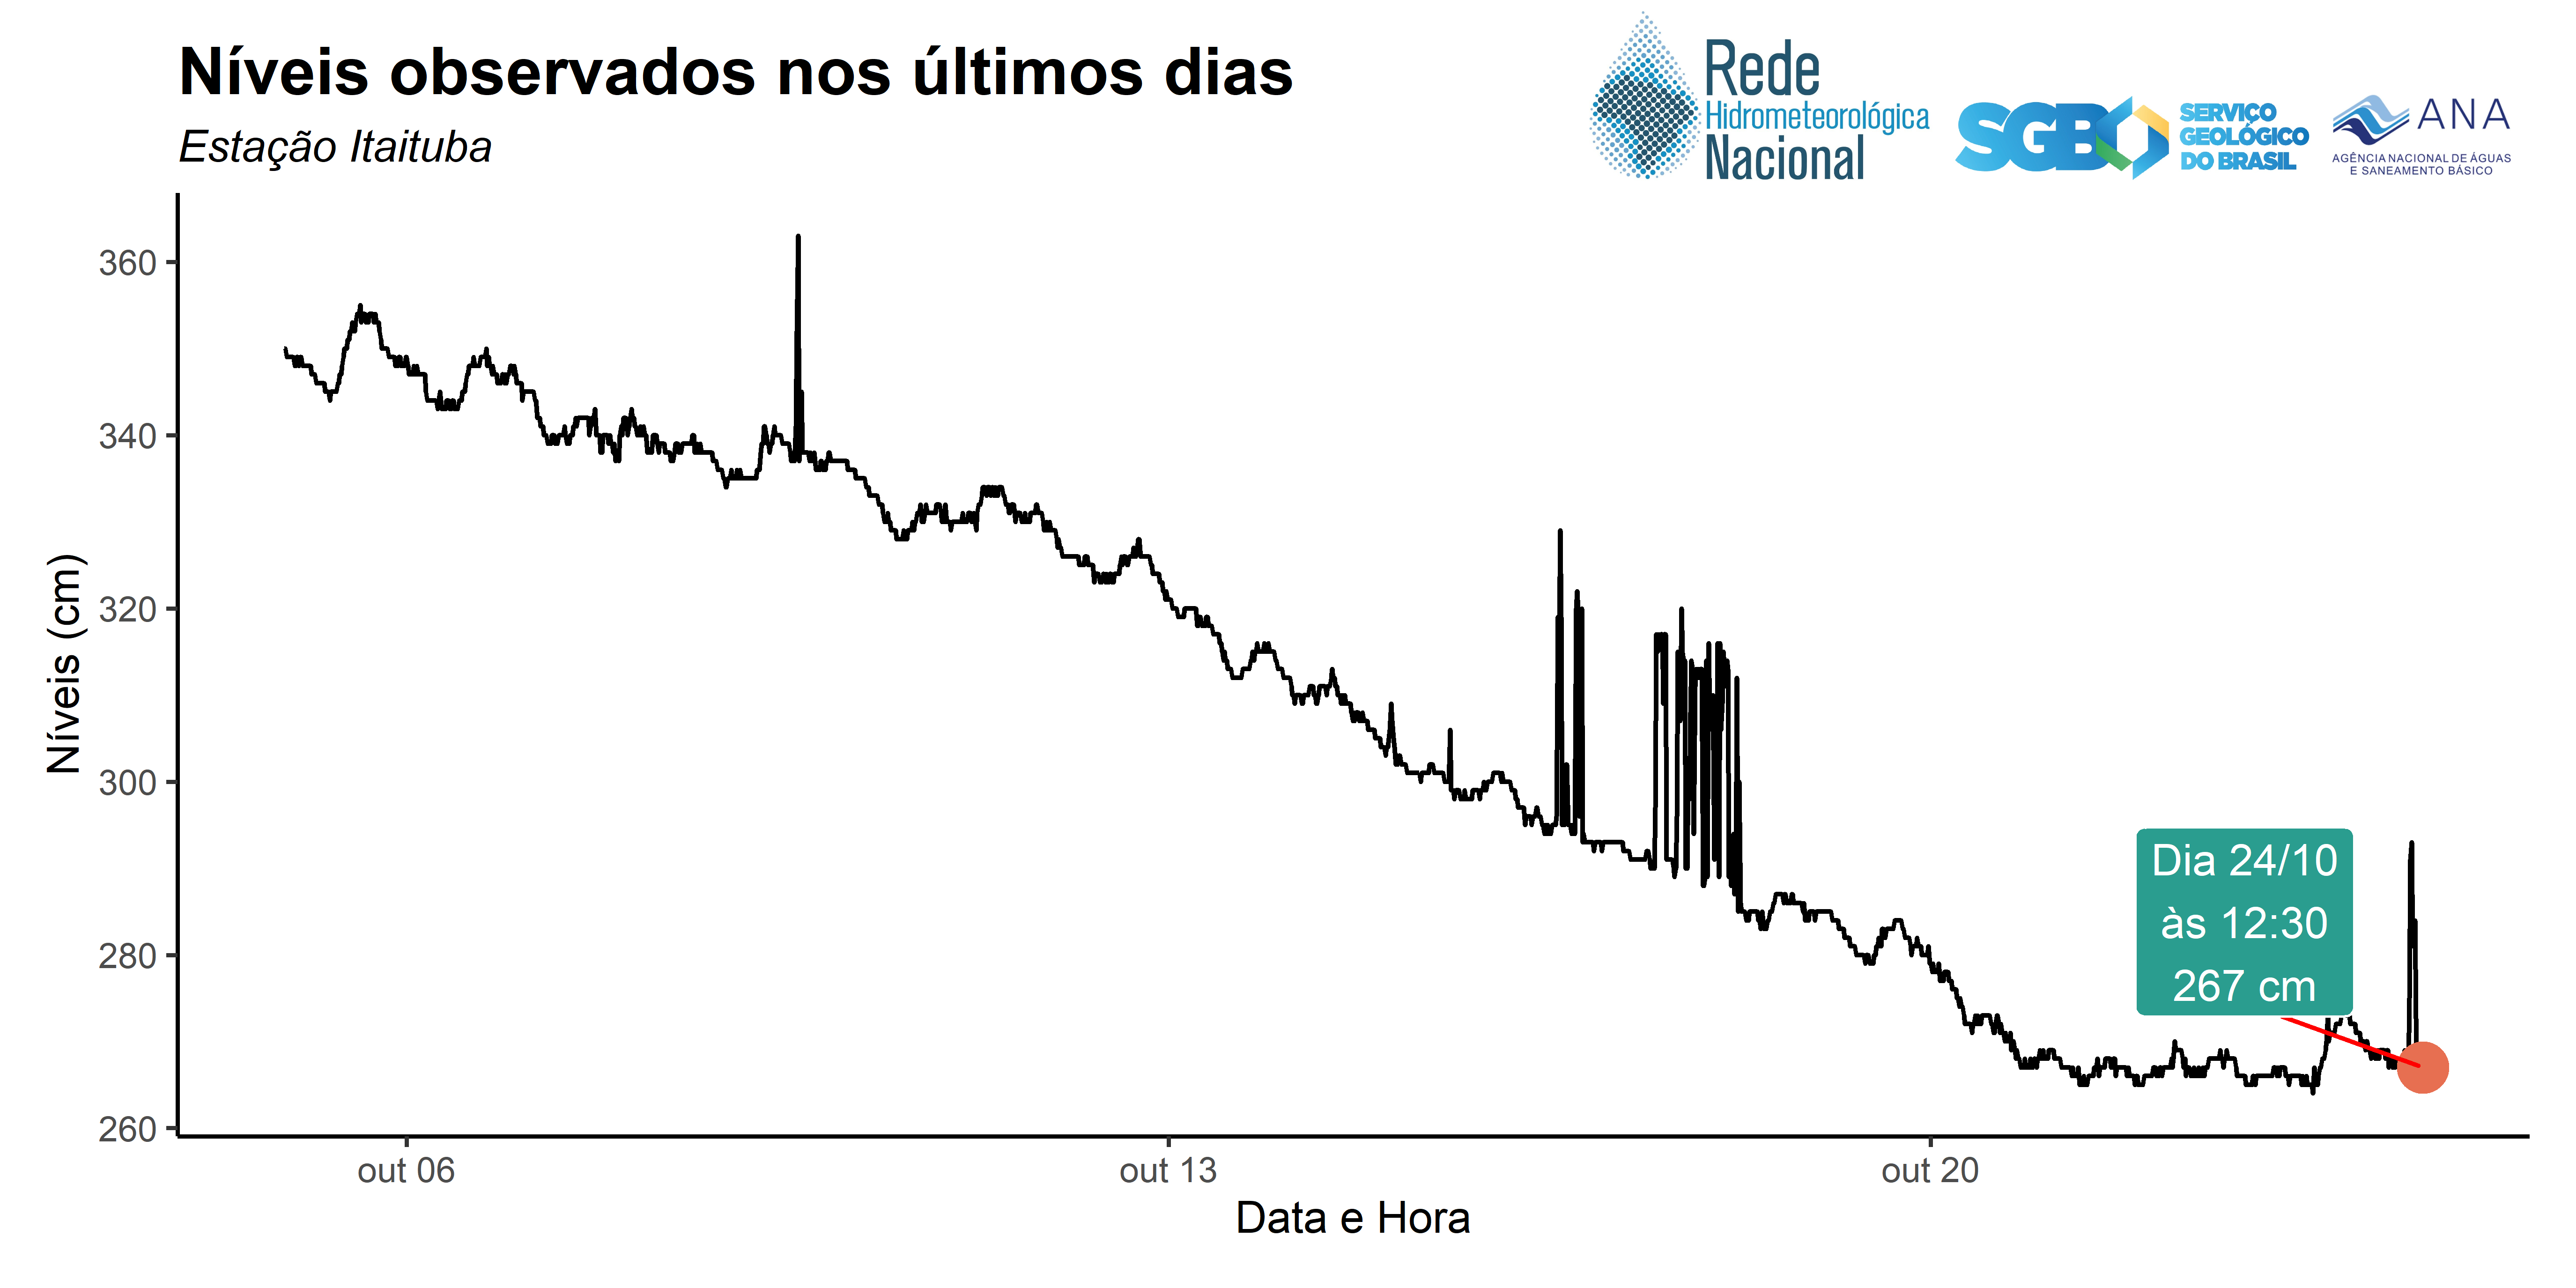 Níveis observados nos últimos dias
Estação Itaituba
Rede
Hidrometeorológica
Nacional
SGB
SERVIÇO
GEOLÓGICO
DO BRASIL
ANA
AGÊNCIA NACIONAL DE ÁGUAS
E SANEAMENTO BÁSICO
Níveis (cm)
360
340
320
300
280
260
Dia 24/10
às 12:30
267 cm
out 06
out 13
out 20
Data e Hora